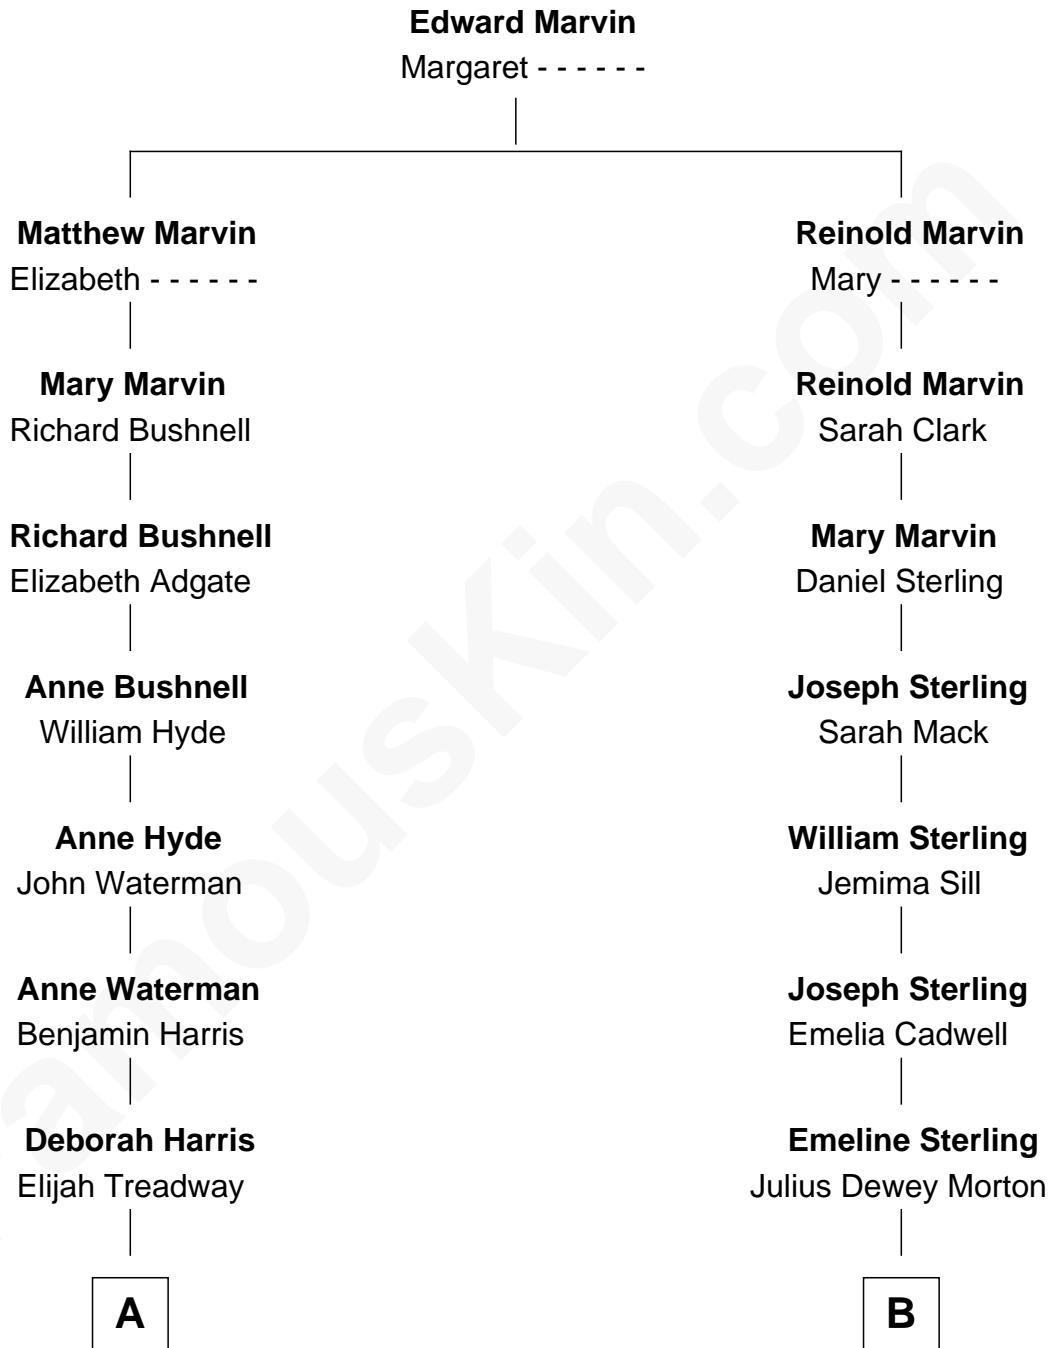 Edward Marvin
Margaret - - - - - -
Matthew Marvin
Elizabeth - - - - - -
Reinold Marvin
Mary - - - - - -
Mary Marvin
Richard Bushnell
Reinold Marvin
Sarah Clark
Richard Bushnell
Elizabeth Adgate
Mary Marvin
Daniel Sterling
Anne Bushnell
William Hyde
Joseph Sterling
Sarah Mack
Anne Hyde
John Waterman
William Sterling
Jemima Sill
Anne Waterman
Benjamin Harris
Joseph Sterling
Emelia Cadwell
Deborah Harris
Elijah Treadway
Emeline Sterling
Julius Dewey Morton
A
B
amouskin.com